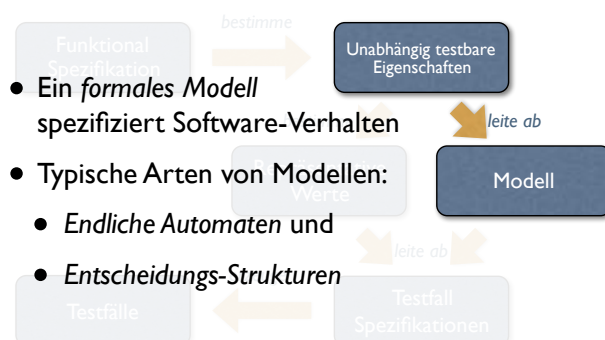 bestimme
Funktional
Spezifikation
Unabhängig testbare
Eigenschaften
• Ein formales Modell
spezifiziert Software-Verhalten
leite ab
• Typische Arten von Modellen:
Repräsentative
Werte
Modell
• Endliche Automaten und
• Entscheidungs-Strukturen
leite ab
Testfälle
Testfall
Spezifikationen